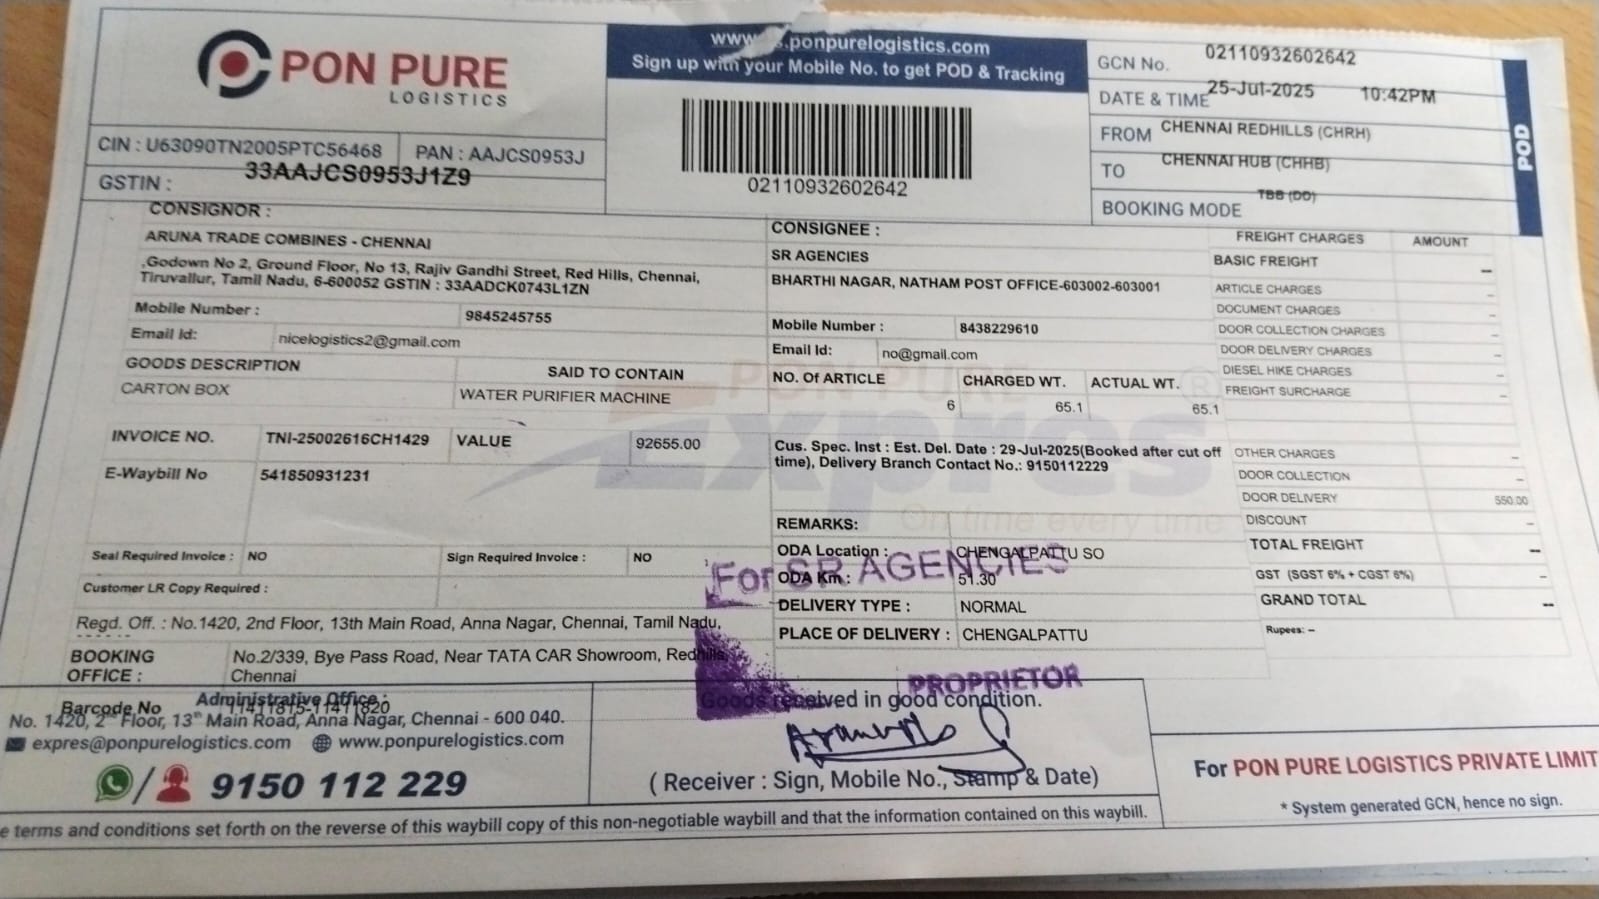 PON PURE
LOGISTICS
www
.ponpurelogistics.com
Sign up with your Mobile No. to get POD & Tracking
02110932602642
GCN No. 02110932602642
DATE & TIME 25-Jul-2025 10:42PM
FROM CHENNAI REDHILLS (CHRH)
TO CHENNAI HUB (CHHB)
BOOKING MODE TBB (DD)
POD
CIN : U63090TN2005PTC56468 PAN : AAJCS0953J
GSTIN : 33AAJCS0953J1Z9
CONSIGNOR :
ARUNA TRADE COMBINES - CHENNAI
,Godown No 2, Ground Floor, No 13, Rajiv Gandhi Street, Red Hills, Chennai,
Tiruvallur, Tamil Nadu, 6-600052 GSTIN : 33AADCK0743L1ZN
Mobile Number : 9845245755
Email Id: nicelogistics2@gmail.com
GOODS DESCRIPTION SAID TO CONTAIN
CARTON BOX WATER PURIFIER MACHINE
INVOICE NO. TNI-25002616CH1429 VALUE 92655.00
E-Waybill No 541850931231
Seal Required Invoice : NO Sign Required Invoice : NO
Customer LR Copy Required :
Regd. Off. : No.1420, 2nd Floor, 13th Main Road, Anna Nagar, Chennai, Tamil Nadu,
BOOKING OFFICE : No.2/339, Bye Pass Road, Near TATA CAR Showroom, Redhills,
Chennai
Barcode No 11411815-11411820
CONSIGNEE :
SR AGENCIES
BHARTHI NAGAR, NATHAM POST OFFICE-603002-603001
Mobile Number : 8438229610
Email Id: no@gmail.com
NO. Of ARTICLE CHARGED WT. ACTUAL WT.
6 65.1 65.1
PON PURE
Expres ®
On time every time
Cus. Spec. Inst : Est. Del. Date : 29-Jul-2025(Booked after cut off
time), Delivery Branch Contact No.: 9150112229
REMARKS:
ODA Location : CHENGALPATTU SO
ODA Km : 51.30
DELIVERY TYPE : NORMAL
PLACE OF DELIVERY : CHENGALPATTU
For SR AGENCIES
PROPRIETOR
FREIGHT CHARGES AMOUNT
BASIC FREIGHT --
ARTICLE CHARGES --
DOCUMENT CHARGES --
DOOR COLLECTION CHARGES --
DOOR DELIVERY CHARGES --
DIESEL HIKE CHARGES --
FREIGHT SURCHARGE --
OTHER CHARGES --
DOOR COLLECTION --
DOOR DELIVERY 550.00
DISCOUNT --
TOTAL FREIGHT --
GST (SGST 6% + CGST 6%) --
GRAND TOTAL --
Rupees: --
Administrative Office :
No. 1420, 2nd Floor, 13th Main Road, Anna Nagar, Chennai - 600 040.
expres@ponpurelogistics.com www.ponpurelogistics.com
/ 9150 112 229
Goods received in good condition.
( Receiver : Sign, Mobile No., Stamp & Date)
For PON PURE LOGISTICS PRIVATE LIMIT
* System generated GCN, hence no sign.
e terms and conditions set forth on the reverse of this waybill copy of this non-negotiable waybill and that the information contained on this waybill.